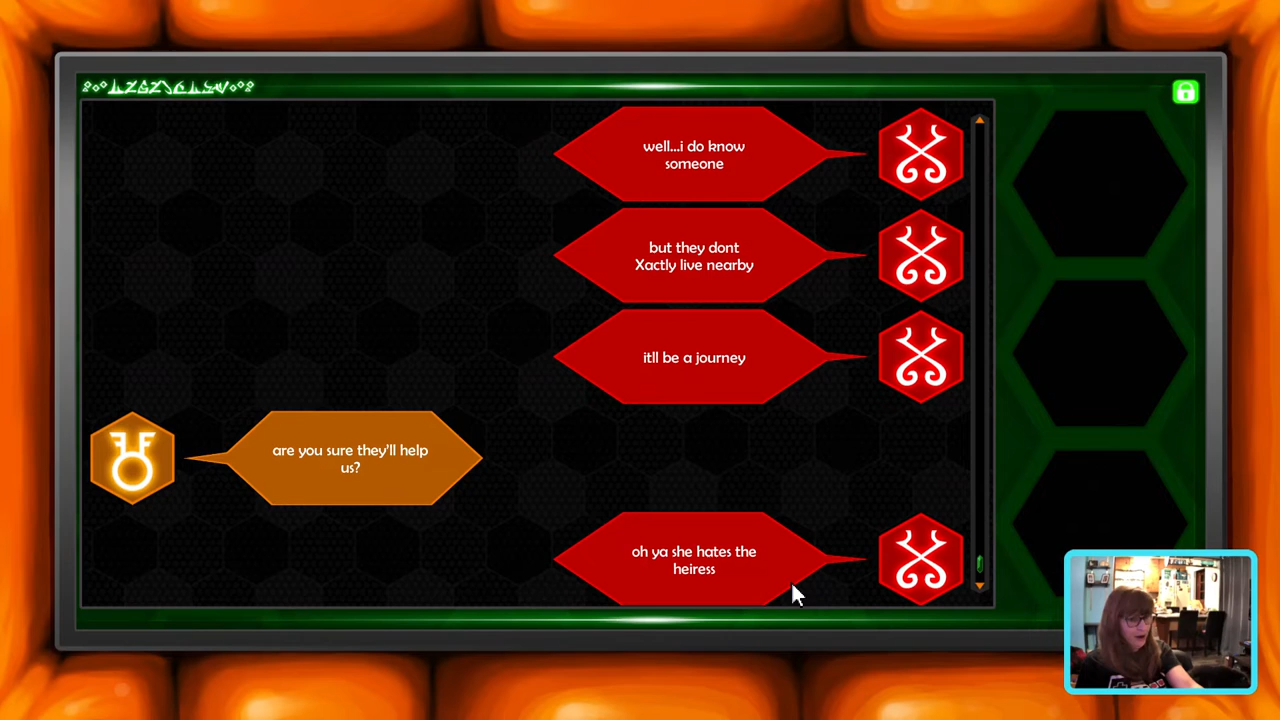 well...i do know
someone
but they dont
Xactly live nearby
itll be a journey
are you sure they'll help
us?
oh ya she hates the
heiress